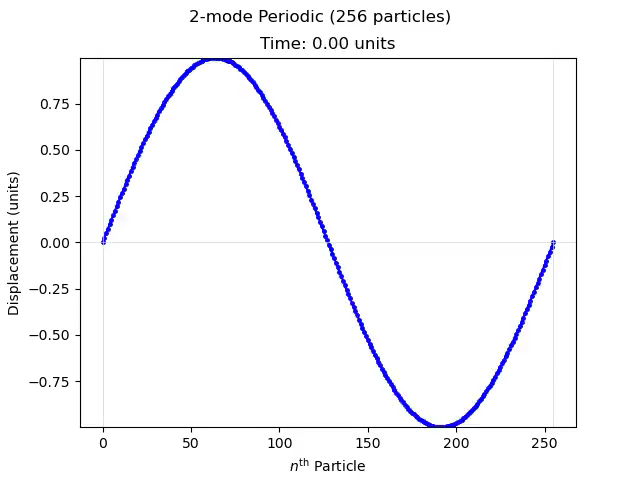 2-mode Periodic (256 particles)
Time: 0.00 units
0.75
0.50
0.25
0.00
−0.25
−0.50
−0.75
Displacement (units)
0 50 100 150 200 250
nth Particle